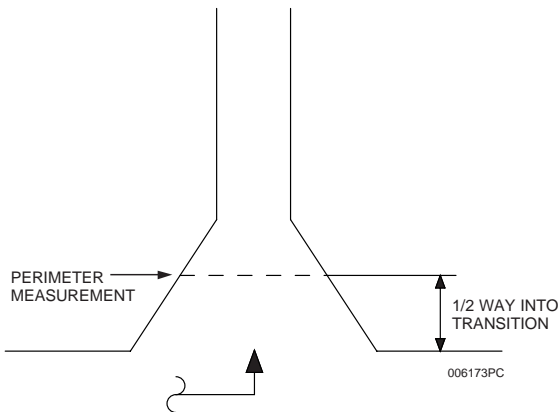 PERIMETER
MEASUREMENT
1/2 WAY INTO
TRANSITION
006173PC